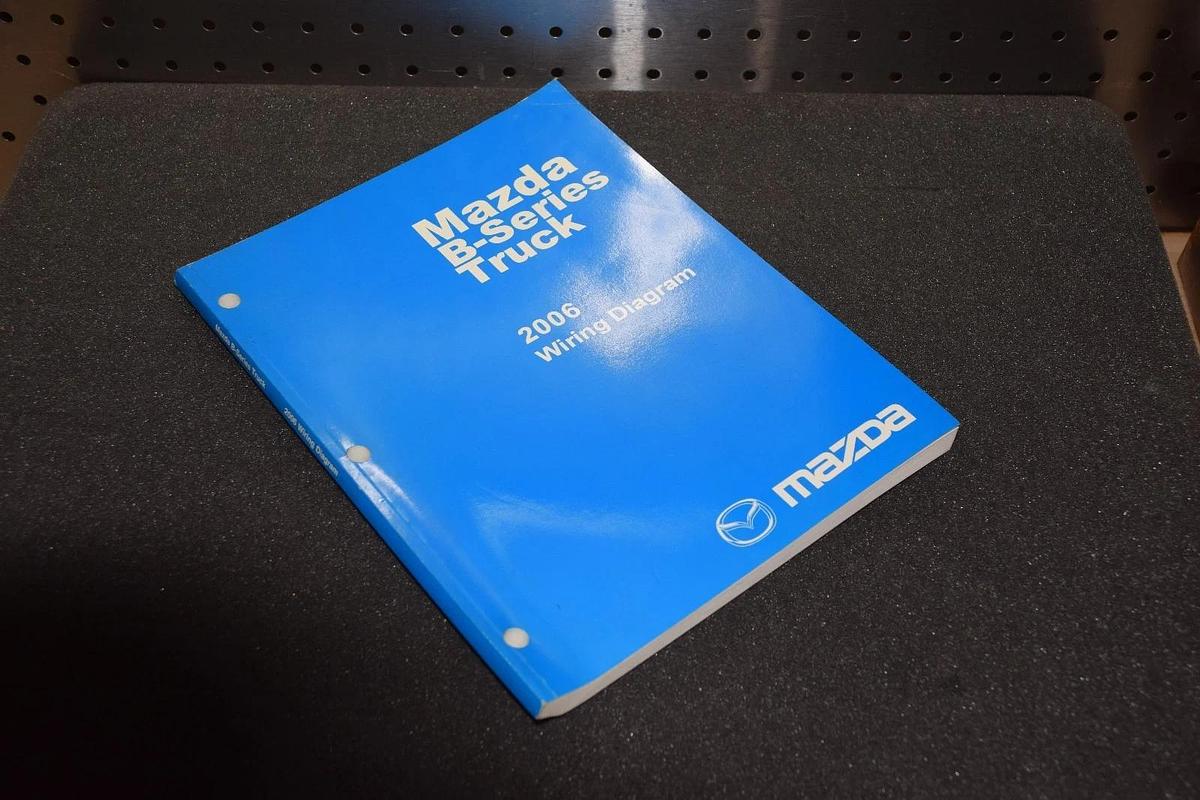 Mazda
B-Series
Truck
2006
Wiring Diagram
mazda
Mazda B-Series Truck
2006 Wiring Diagram